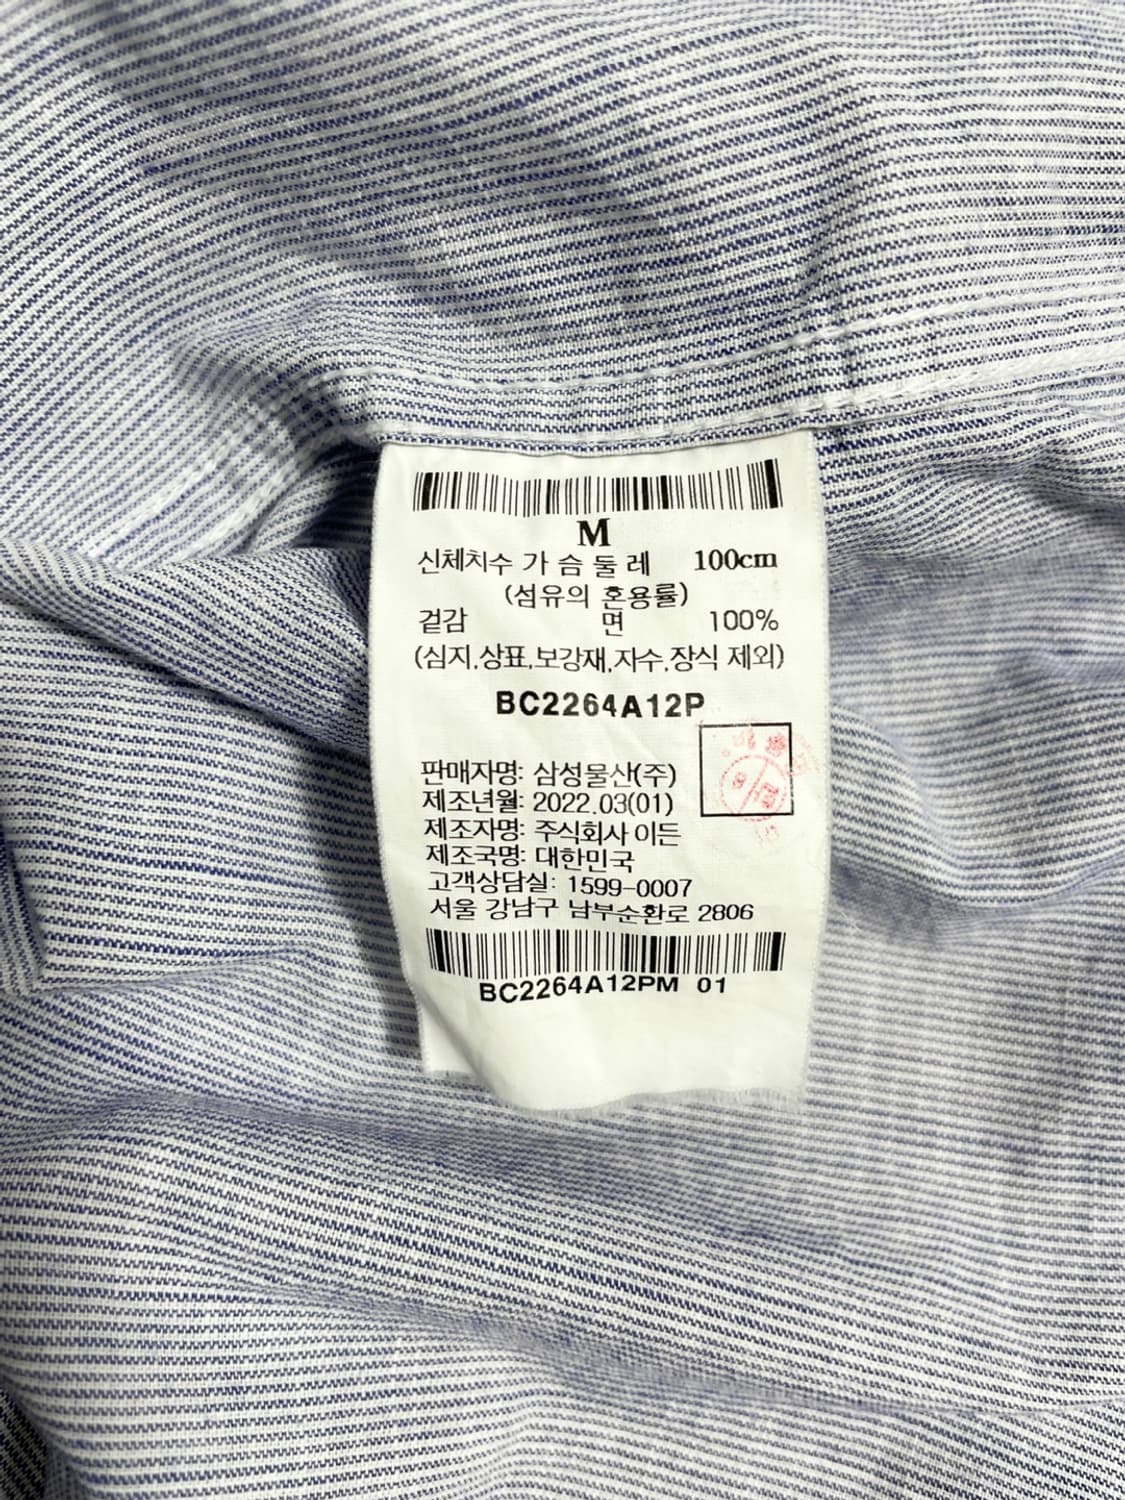 M
신체치수 가 슴 둘 레 100cm
(섬유의 혼용률)
겉감 면 100%
(심지,상표,보강재,자수,장식 제외)
BC2264A12P
판매자명: 삼성물산(주)
제조년월: 2022.03(01)
제조자명: 주식회사 이든
제조국명: 대한민국
고객상담실: 1599-0007
서울 강남구 남부순환로 2806
BC2264A12PM 01